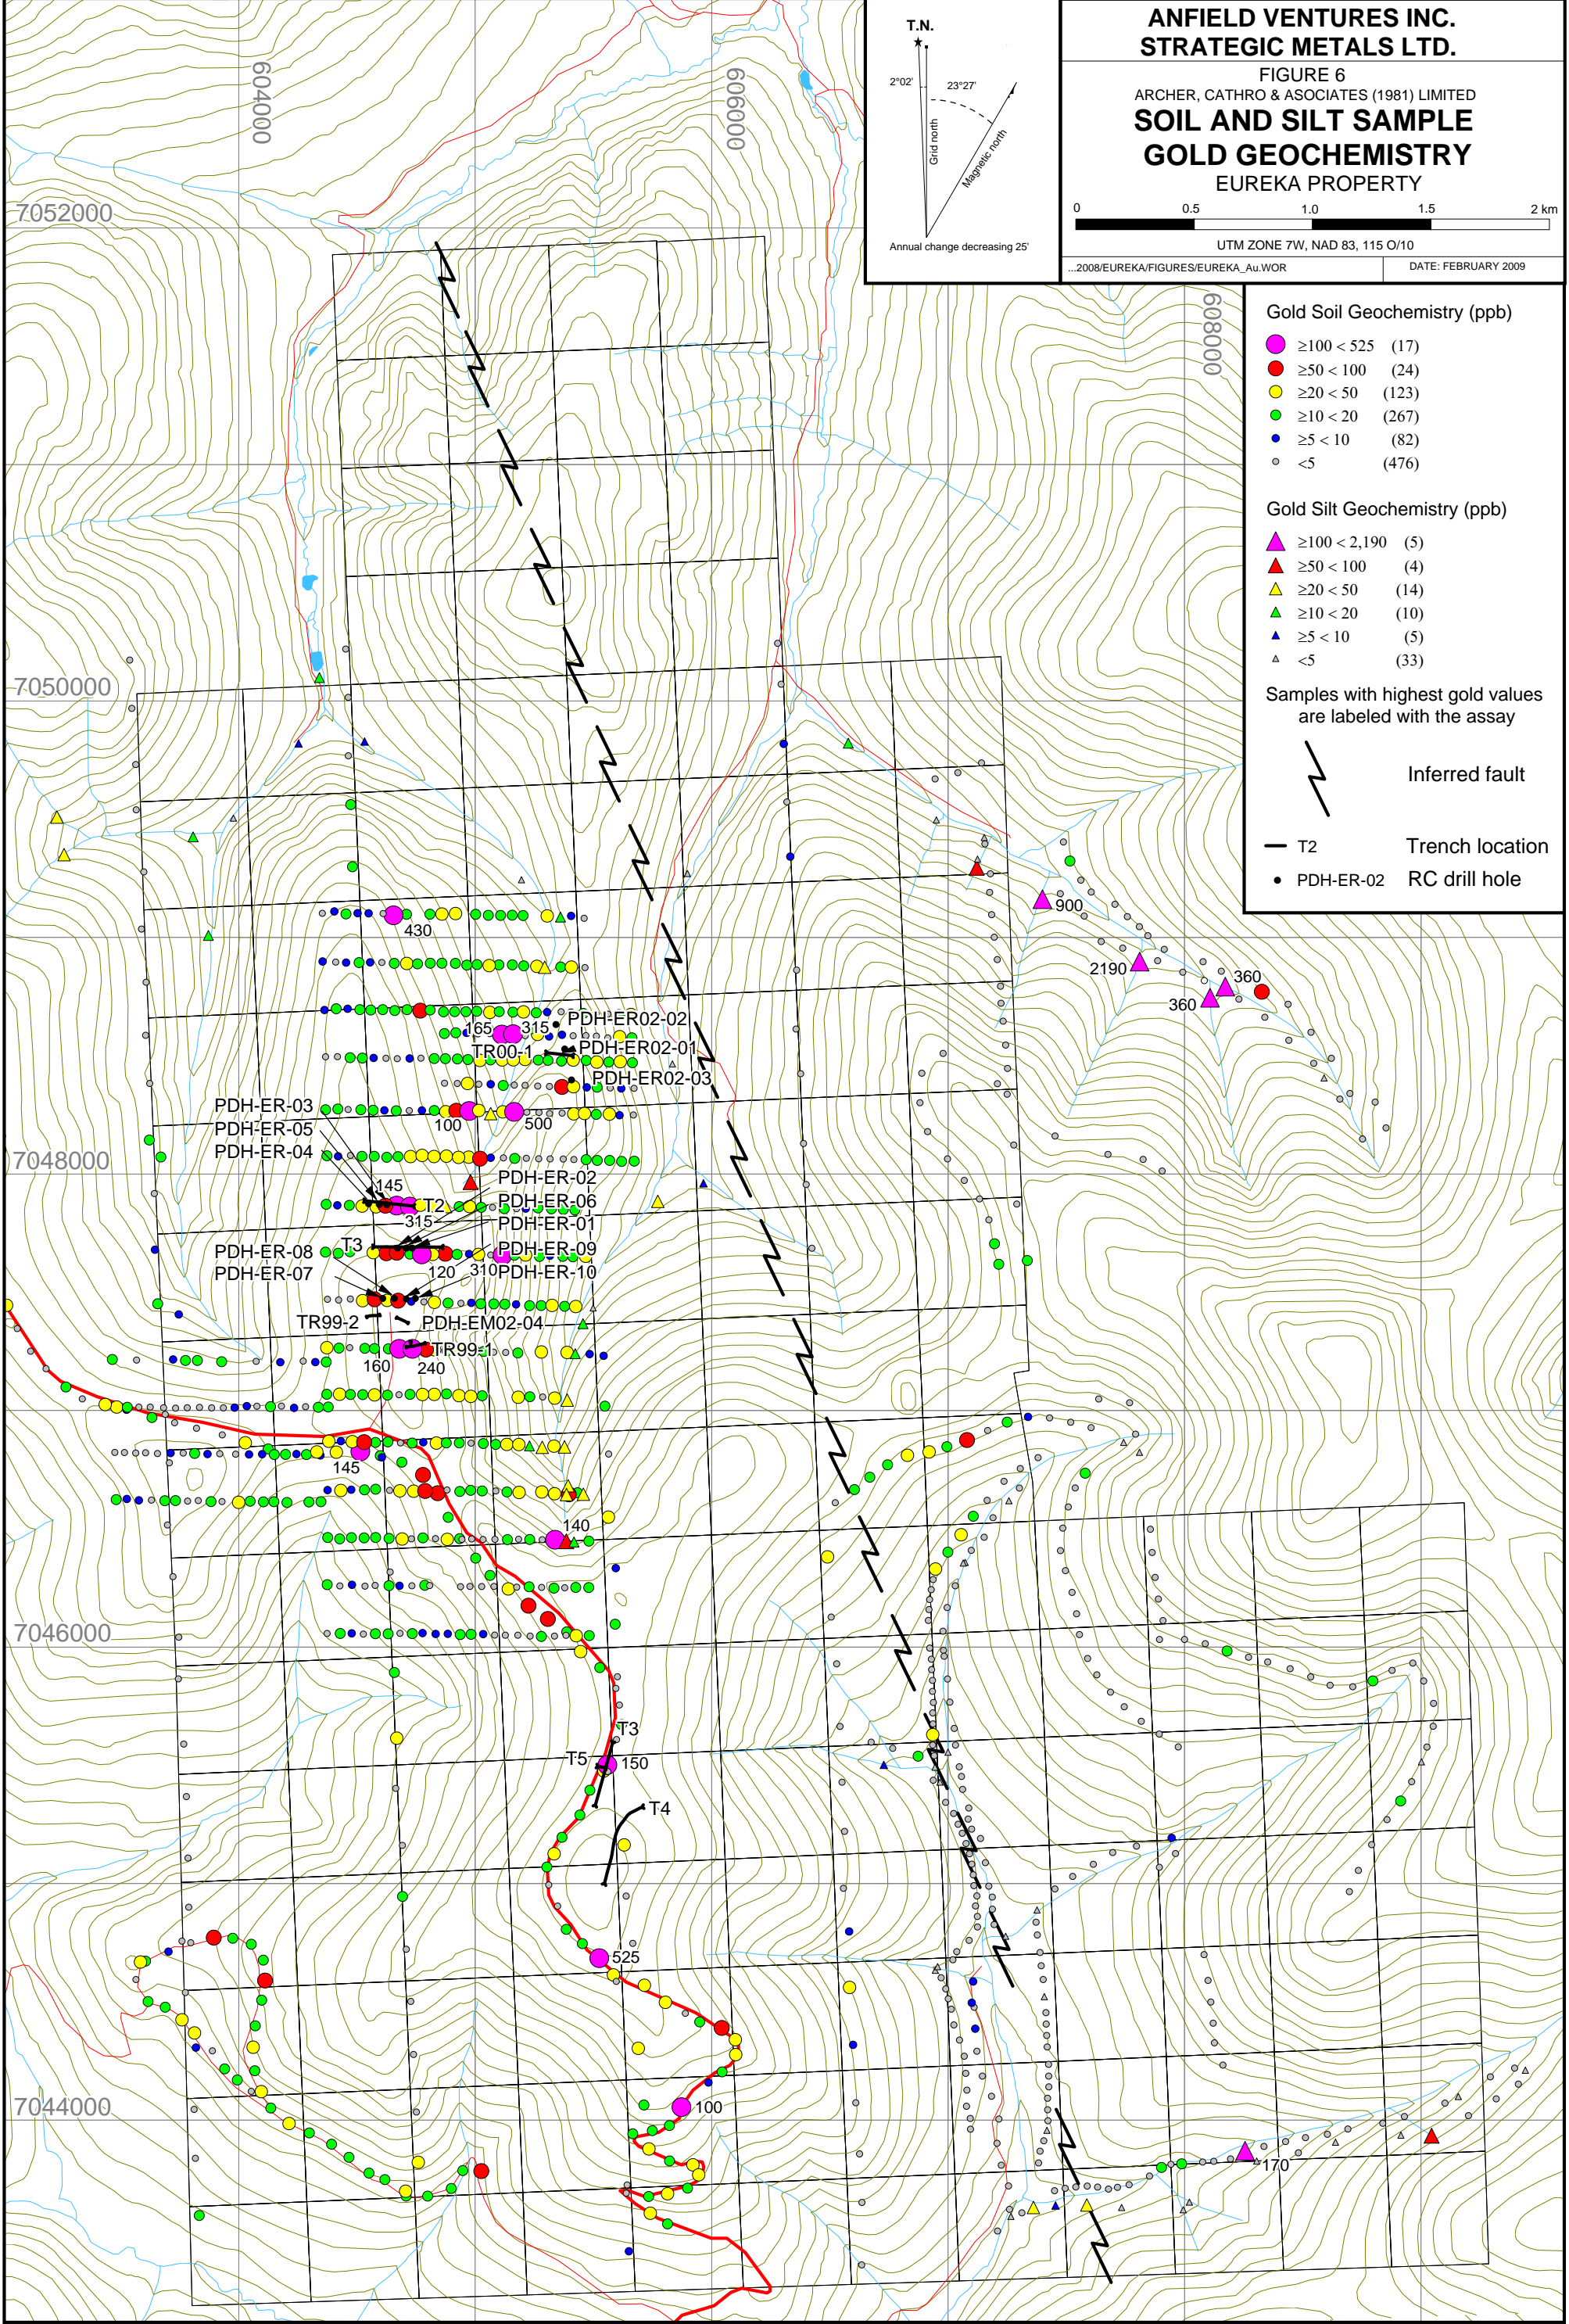 ANFIELD VENTURES INC.
STRATEGIC METALS LTD.
FIGURE 6
ARCHER, CATHRO & ASOCIATES (1981) LIMITED
SOIL AND SILT SAMPLE
GOLD GEOCHEMISTRY
EUREKA PROPERTY
0 0.5 1.0 1.5 2 km
UTM ZONE 7W, NAD 83, 115 O/10
...2008/EUREKA/FIGURES/EUREKA_Au.WOR
DATE: FEBRUARY 2009
T.N.
2°02'
23°27'
Grid north
Magnetic north
Annual change decreasing 25'
Gold Soil Geochemistry (ppb)
≥100 < 525 (17)
≥50 < 100 (24)
≥20 < 50 (123)
≥10 < 20 (267)
≥5 < 10 (82)
<5 (476)
Gold Silt Geochemistry (ppb)
≥100 < 2,190 (5)
≥50 < 100 (4)
≥20 < 50 (14)
≥10 < 20 (10)
≥5 < 10 (5)
<5 (33)
Samples with highest gold values
are labeled with the assay
Inferred fault
T2 Trench location
PDH-ER-02 RC drill hole
604000
606000
608000
7052000
7050000
7048000
7046000
7044000
430
900
2190
360
360
165
315
PDH-ER02-02
TR00-1
PDH-ER02-01
PDH-ER02-03
PDH-ER-03
100
500
PDH-ER-05
PDH-ER-04
145
PDH-ER-02
T2
PDH-ER-06
315
PDH-ER-01
T3
PDH-ER-08
PDH-ER-09
PDH-ER-07
120
310
PDH-ER-10
TR99-2
PDH-EM02-04
TR99-1
160
240
145
140
T3
T5
150
T4
525
100
170